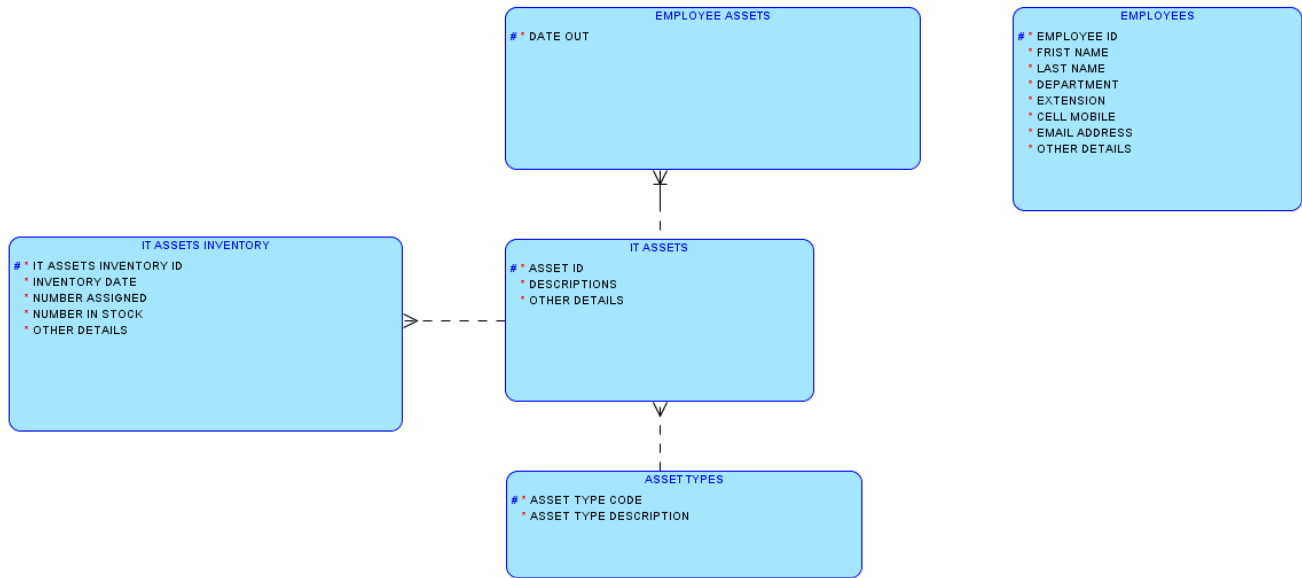 EMPLOYEE ASSETS
# * DATE OUT
EMPLOYEES
# * EMPLOYEE ID
* FRIST NAME
* LAST NAME
* DEPARTMENT
* EXTENSION
* CELL MOBILE
* EMAIL ADDRESS
* OTHER DETAILS
IT ASSETS INVENTORY
# * IT ASSETS INVENTORY ID
* INVENTORY DATE
* NUMBER ASSIGNED
* NUMBER IN STOCK
* OTHER DETAILS
IT ASSETS
# * ASSET ID
* DESCRIPTIONS
* OTHER DETAILS
ASSET TYPES
# * ASSET TYPE CODE
* ASSET TYPE DESCRIPTION